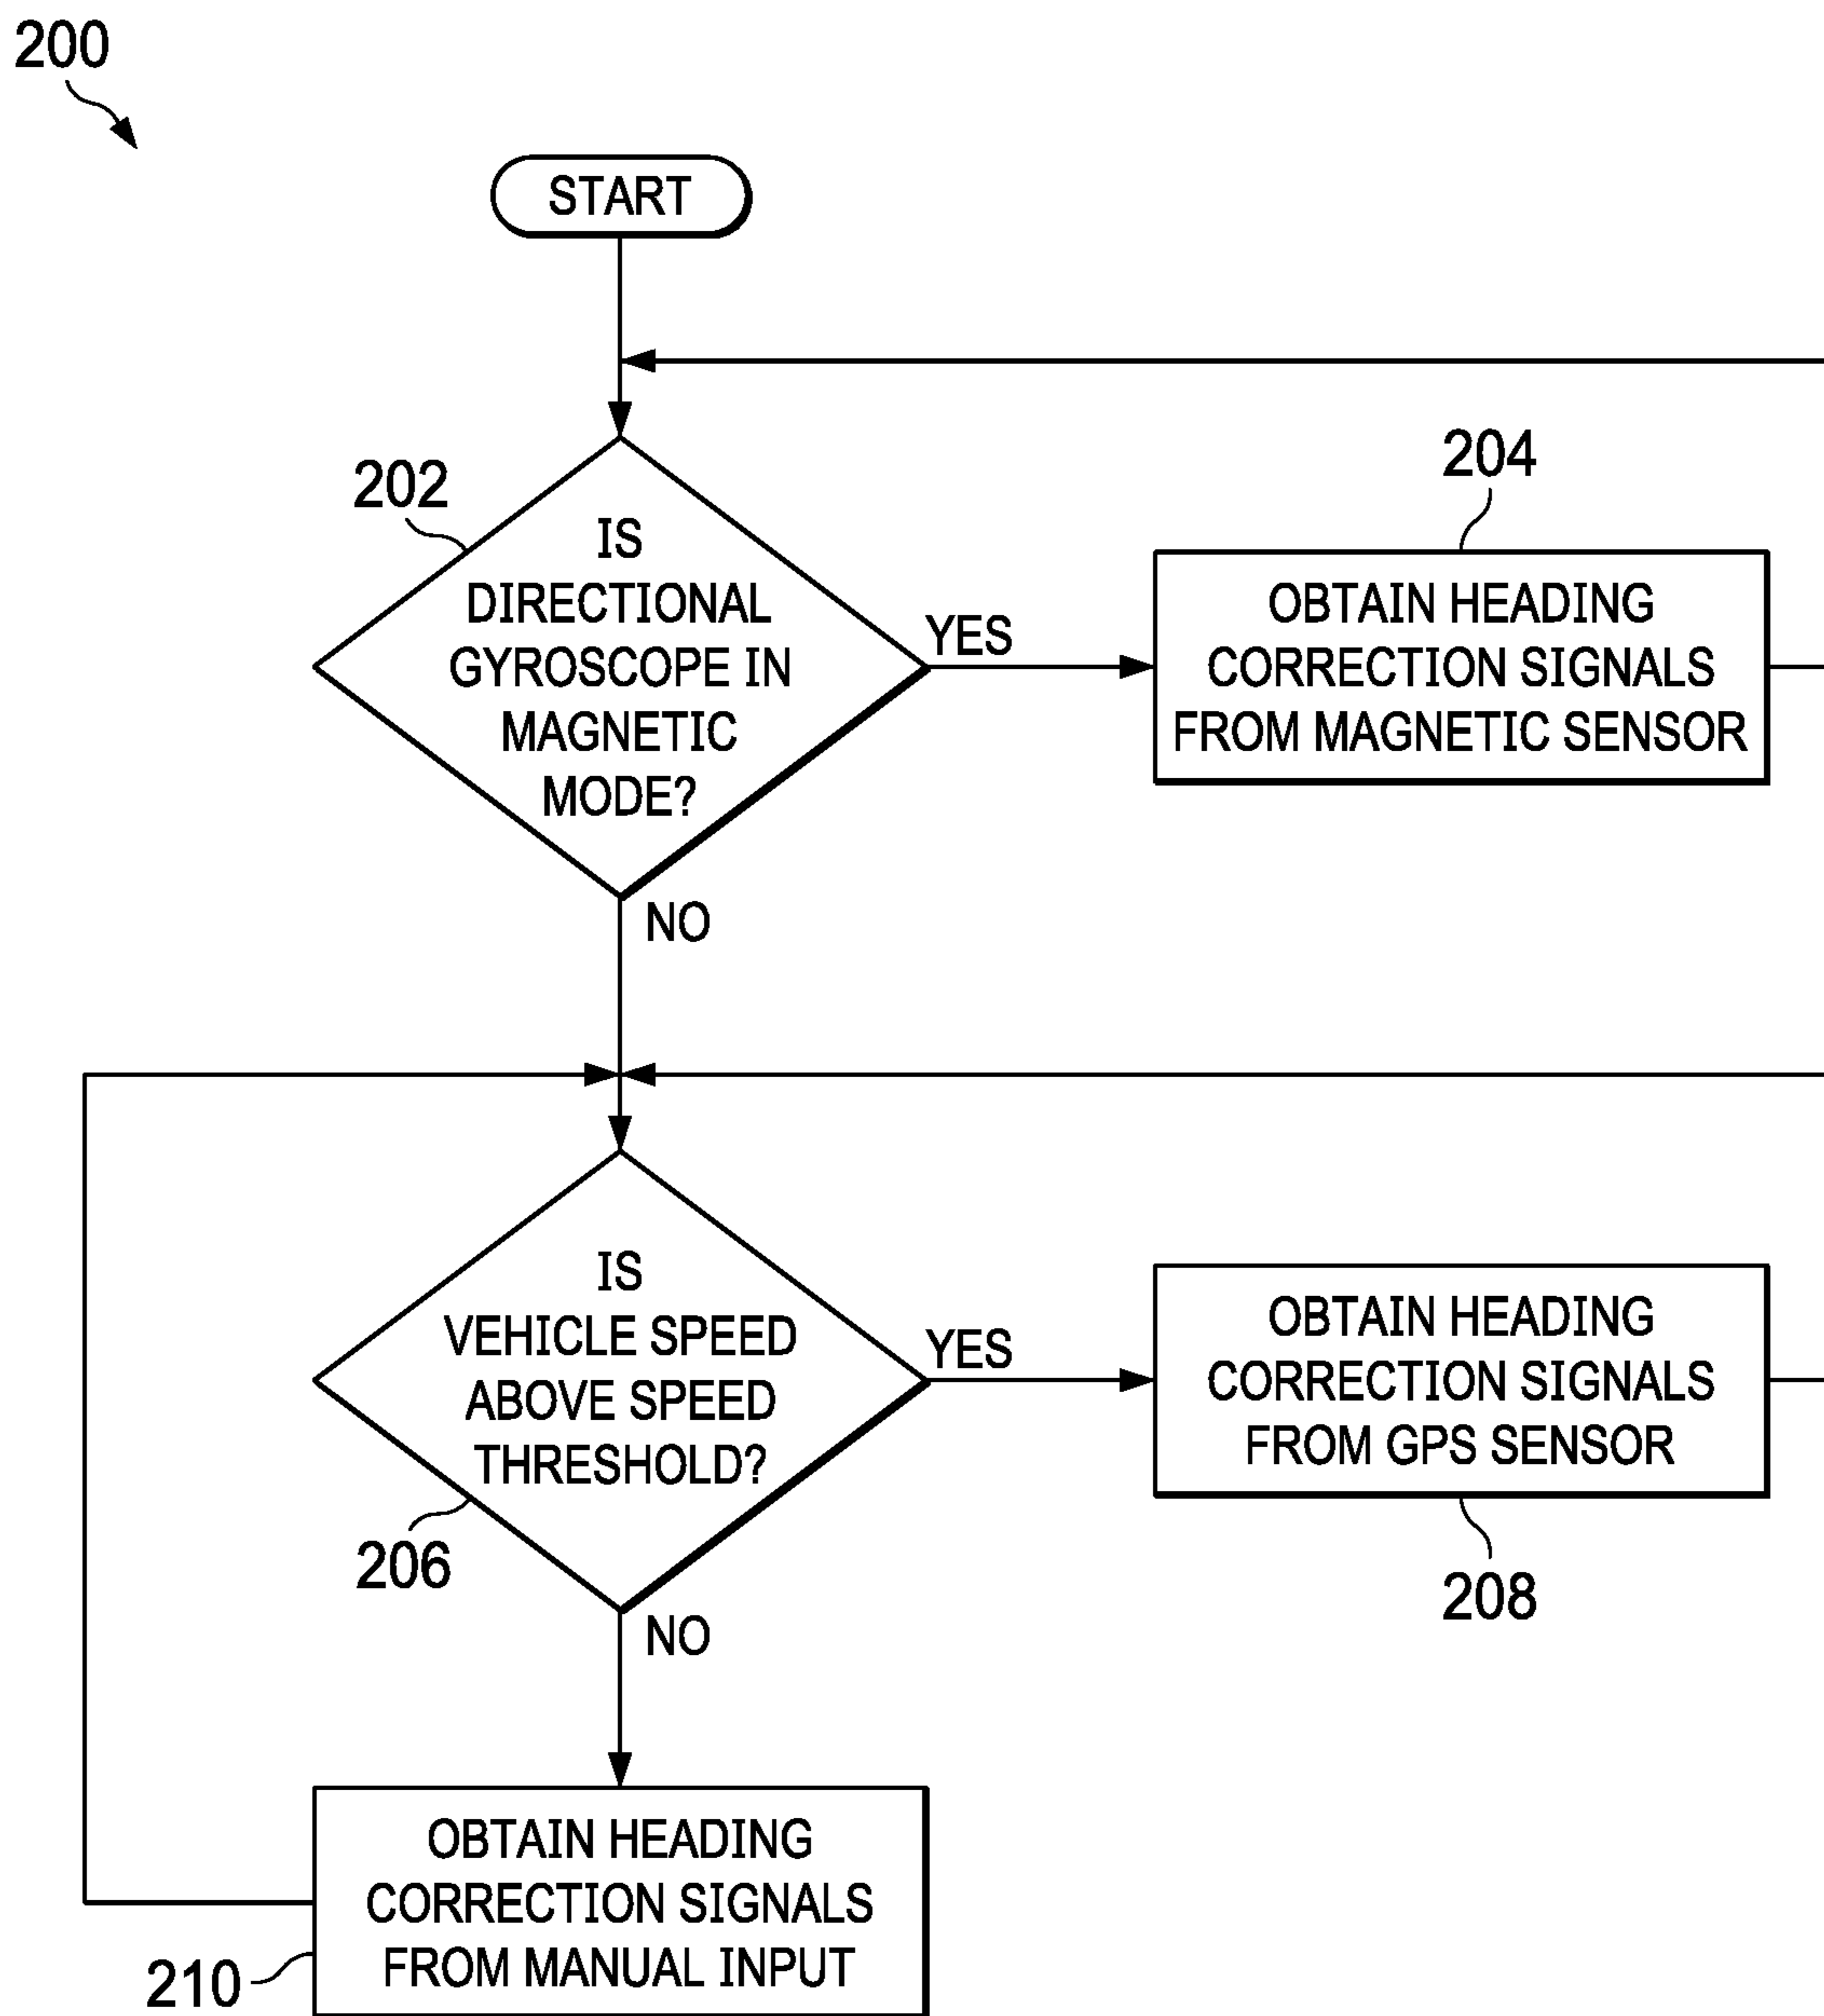 200
START
202
IS
DIRECTIONAL
GYROSCOPE IN
MAGNETIC
MODE?
YES
204
OBTAIN HEADING
CORRECTION SIGNALS
FROM MAGNETIC SENSOR
NO
IS
VEHICLE SPEED
ABOVE SPEED
THRESHOLD?
206
YES
OBTAIN HEADING
CORRECTION SIGNALS
FROM GPS SENSOR
208
NO
OBTAIN HEADING
CORRECTION SIGNALS
FROM MANUAL INPUT
210